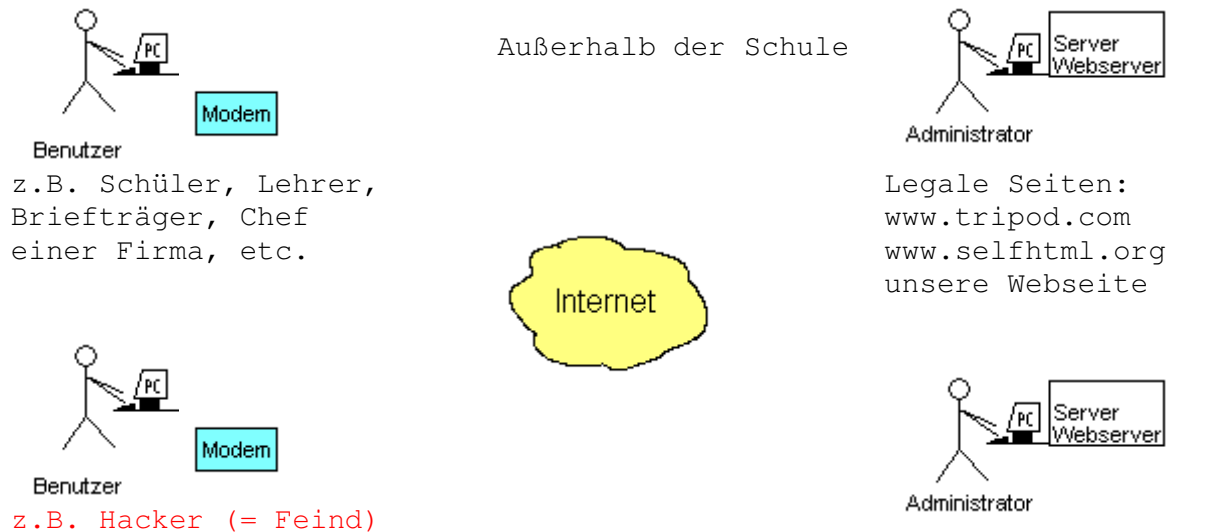 PC
Modem
Benutzer
z.B. Schüler, Lehrer,
Briefträger, Chef
einer Firma, etc.
Außerhalb der Schule
PC
Server
Webserver
Administrator
Legale Seiten:
www.tripod.com
www.selfhtml.org
unsere Webseite
Internet
PC
Modem
Benutzer
z.B. Hacker (= Feind)
PC
Server
Webserver
Administrator